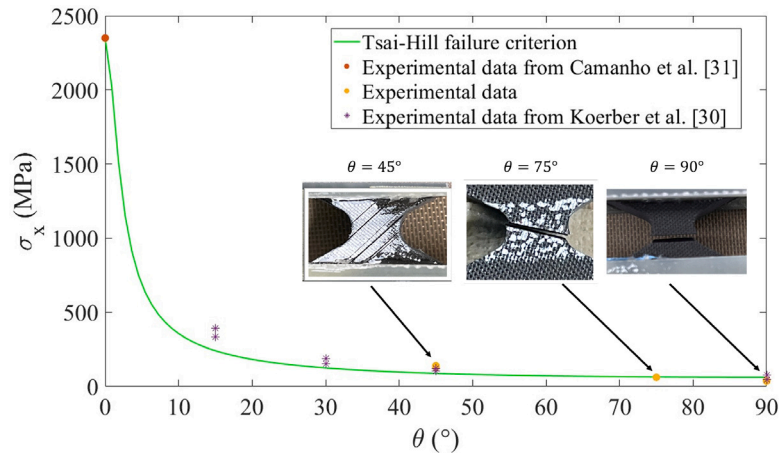 2500
2000
1500
1000
500
0
σx (MPa)
Tsai-Hill failure criterion
Experimental data from Camanho et al. [31]
Experimental data
Experimental data from Koerber et al. [30]
θ = 45°
θ = 75°
θ = 90°
0 10 20 30 40 50 60 70 80 90
θ (°)